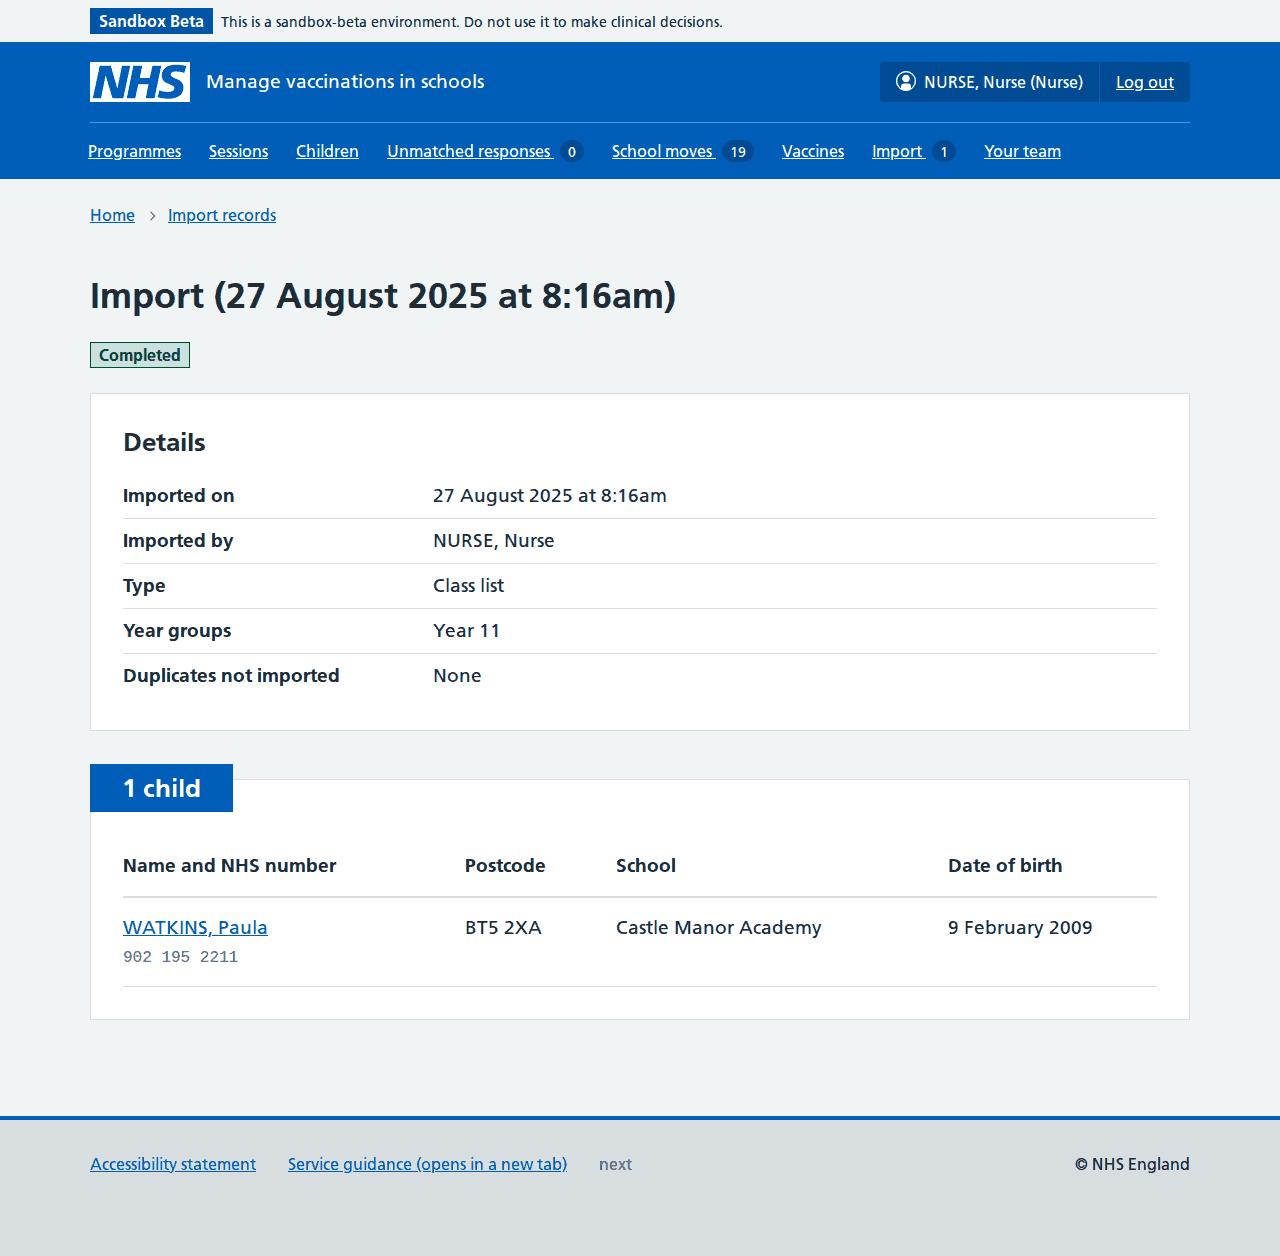 Sandbox Beta This is a sandbox-beta environment. Do not use it to make clinical decisions.
NHS Manage vaccinations in schools NURSE, Nurse (Nurse) Log out
Programmes Sessions Children Unmatched responses 0 School moves 19 Vaccines Import 1 Your team
Home Import records
Import (27 August 2025 at 8:16am)
Completed
Details
Imported on 27 August 2025 at 8:16am
Imported by NURSE, Nurse
Type Class list
Year groups Year 11
Duplicates not imported None
1 child
Name and NHS number Postcode School Date of birth
WATKINS, Paula BT5 2XA Castle Manor Academy 9 February 2009
902 195 2211
Accessibility statement Service guidance (opens in a new tab) next © NHS England